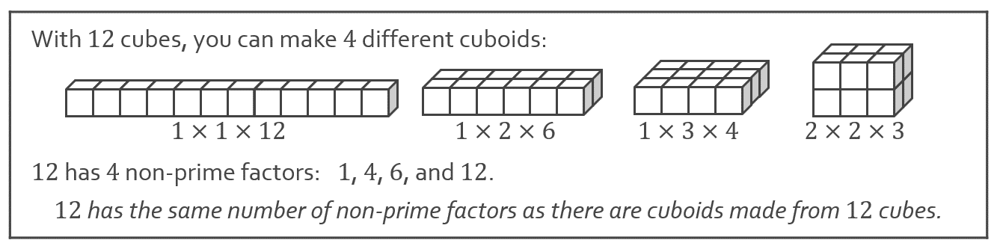 With 12 cubes, you can make 4 different cuboids:
1 × 1 × 12 1 × 2 × 6 1 × 3 × 4 2 × 2 × 3
12 has 4 non-prime factors: 1, 4, 6, and 12.
12 has the same number of non-prime factors as there are cuboids made from 12 cubes.